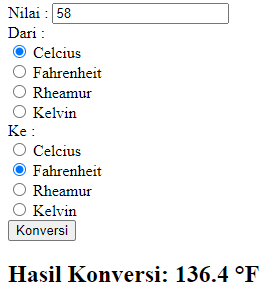 Nilai : 58
Dari :
Celcius
Fahrenheit
Rheamur
Kelvin
Ke :
Celcius
Fahrenheit
Rheamur
Kelvin
Konversi
Hasil Konversi: 136.4 °F